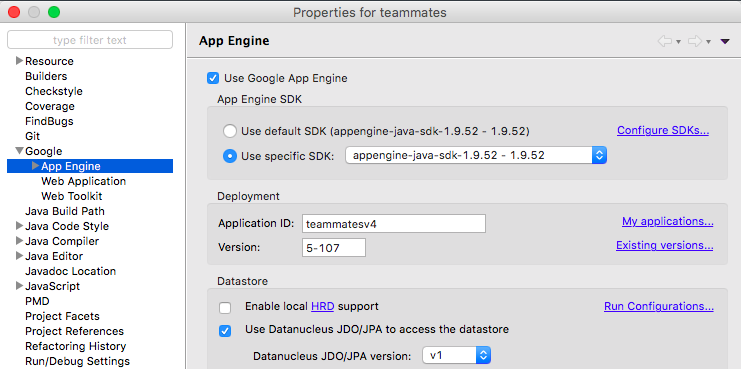 Properties for teammates
type filter text
Resource
Builders
Checkstyle
Coverage
FindBugs
Git
Google
App Engine
Web Application
Web Toolkit
Java Build Path
Java Code Style
Java Compiler
Java Editor
Javadoc Location
JavaScript
PMD
Project Facets
Project References
Refactoring History
Run/Debug Settings
App Engine
Use Google App Engine
App Engine SDK
Use default SDK (appengine-java-sdk-1.9.52 - 1.9.52) Configure SDKs...
Use specific SDK: appengine-java-sdk-1.9.52 - 1.9.52
Deployment
Application ID: teammatesv4 My applications...
Version: 5-107 Existing versions...
Datastore
Enable local HRD support Run Configurations...
Use Datanucleus JDO/JPA to access the datastore
Datanucleus JDO/JPA version: v1